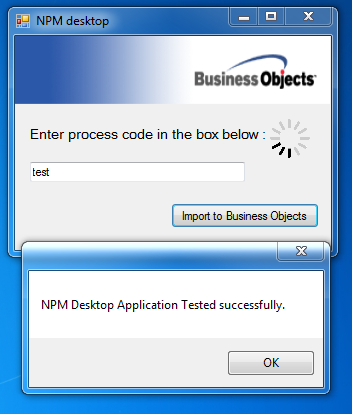 NPM desktop
Business Objects
Enter process code in the box below :
test
Import to Business Objects
NPM Desktop Application Tested successfully.
OK